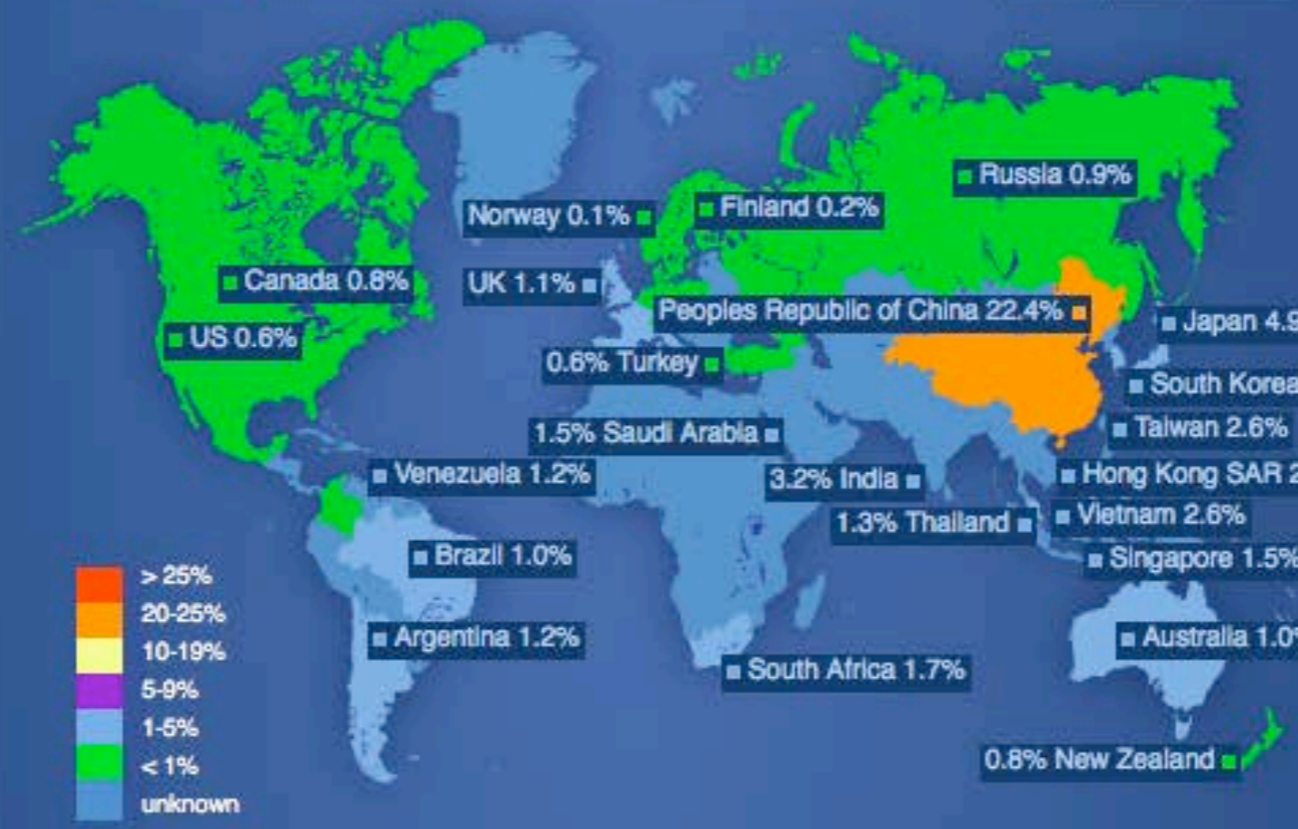 Russia 0.9%
Norway 0.1%
Finland 0.2%
Canada 0.8%
UK 1.1%
Peoples Republic of China 22.4%
Japan 4.9
US 0.6%
0.6% Turkey
South Korea
1.5% Saudi Arabia
Taiwan 2.6%
Venezuela 1.2%
3.2% India
Hong Kong SAR 2
1.3% Thailand
Vietnam 2.6%
Brazil 1.0%
Singapore 1.5%
Argentina 1.2%
Australia 1.0
South Africa 1.7%
0.8% New Zealand
> 25%
20-25%
10-19%
5-9%
1-5%
< 1%
unknown